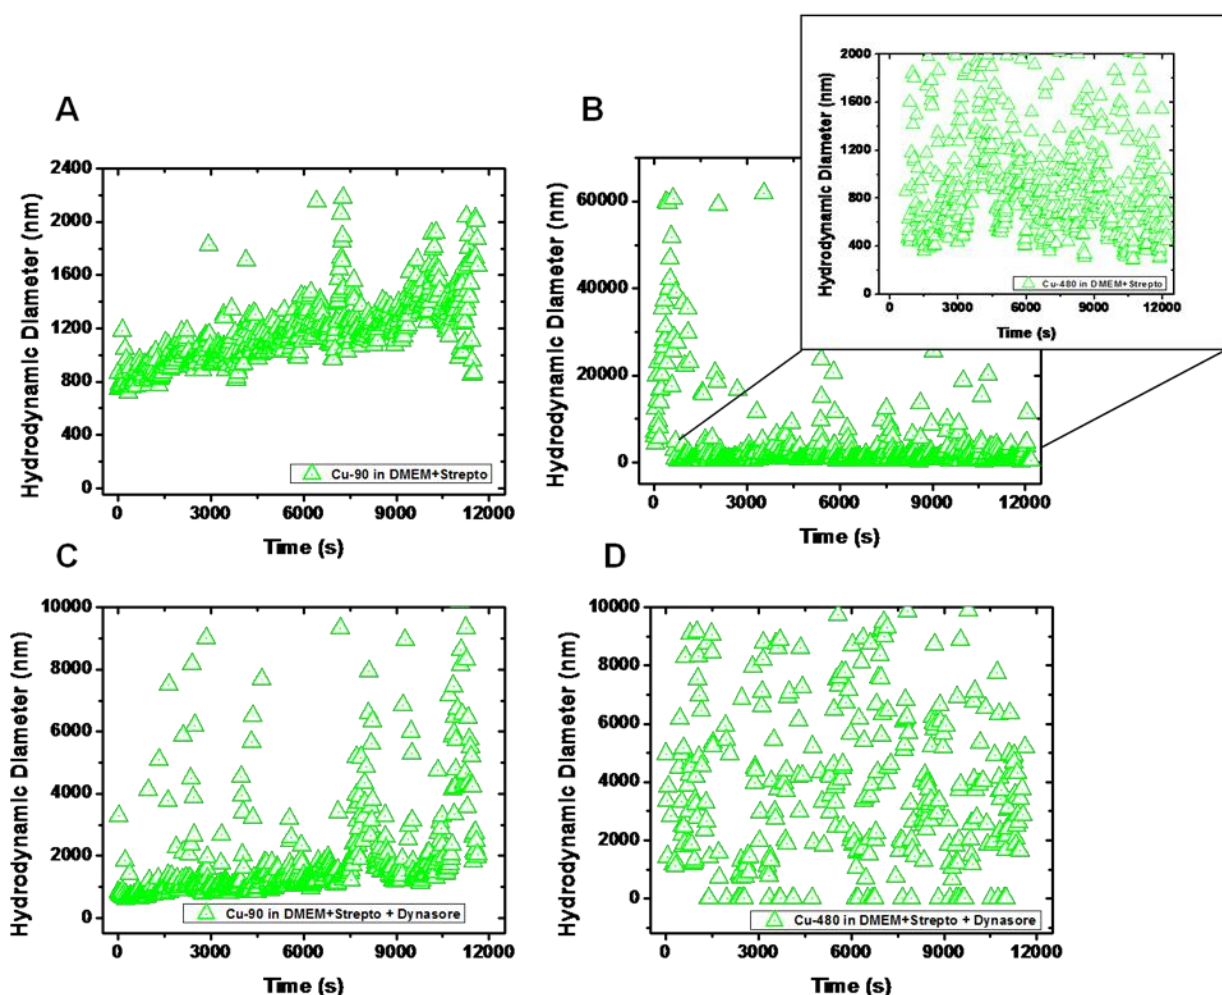 A
Hydrodynamic Diameter (nm)
2400
2000
1600
1200
800
400
0
Cu-90 in DMEM+Strepto
0 3000 6000 9000 12000
Time (s)
B
Hydrodynamic Diameter (nm)
60000
40000
20000
0
0 3000 6000 9000 12000
Time (s)
Hydrodynamic Diameter (nm)
2000
1600
1200
800
400
0
Cu-480 in DMEM+Strepto
0 3000 6000 9000 12000
Time (s)
C
Hydrodynamic Diameter (nm)
10000
8000
6000
4000
2000
0
Cu-90 in DMEM+Strepto + Dynasore
0 3000 6000 9000 12000
Time (s)
D
Hydrodynamic Diameter (nm)
10000
8000
6000
4000
2000
0
Cu-480 in DMEM+Strepto + Dynasore
0 3000 6000 9000 12000
Time (s)